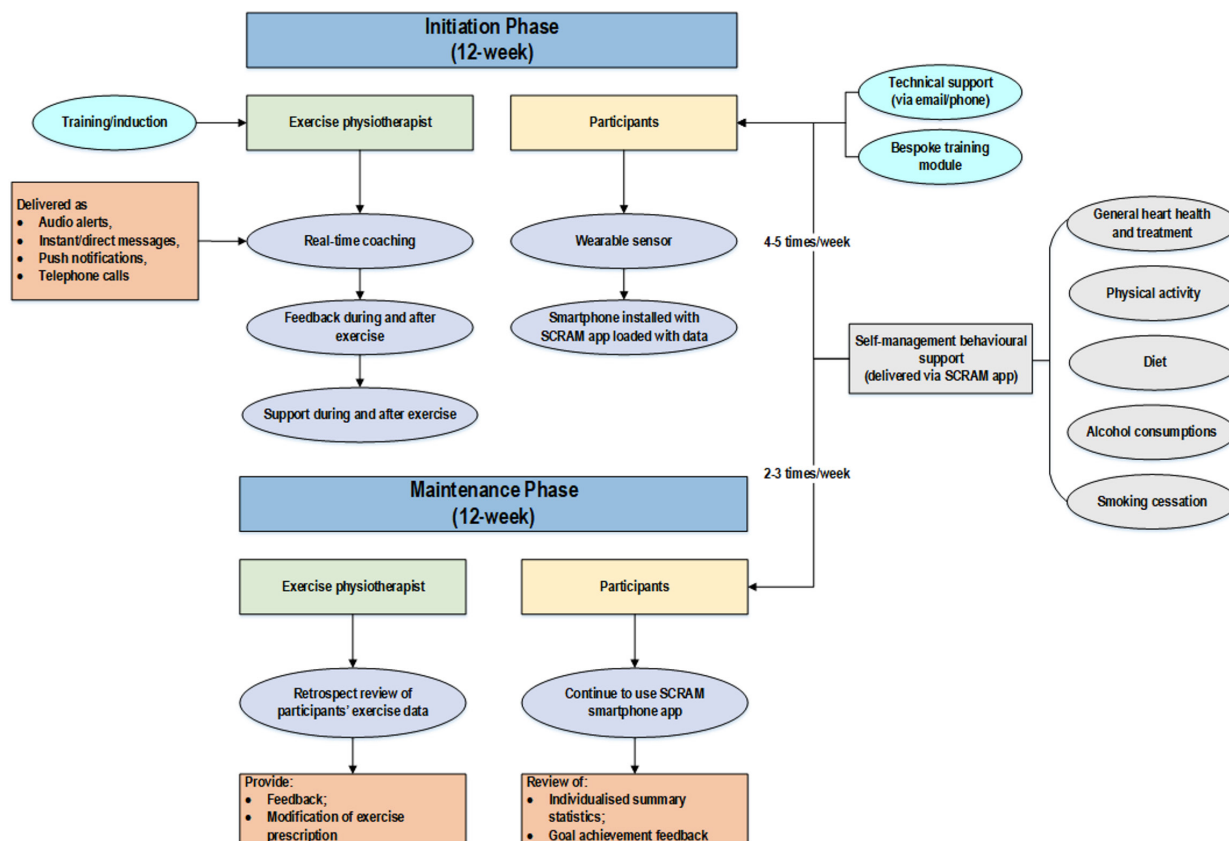 Initiation Phase
(12-week)
Training/induction
Exercise physiotherapist
Participants
Technical support
(via email/phone)
Bespoke training
module
Delivered as
• Audio alerts,
• Instant/direct messages,
• Push notifications,
• Telephone calls
Real-time coaching
Wearable sensor
4-5 times/week
General heart health
and treatment
Physical activity
Feedback during and after
exercise
Smartphone installed with
SCRAM app loaded with data
Self-management behavioural
support
(delivered via SCRAM app)
Diet
Support during and after exercise
Alcohol consumptions
2-3 times/week
Smoking cessation
Maintenance Phase
(12-week)
Exercise physiotherapist
Participants
Retrospect review of
participants' exercise data
Continue to use SCRAM
smartphone app
Provide:
• Feedback;
• Modification of exercise
prescription
Review of:
• Individualised summary
statistics;
• Goal achievement feedback